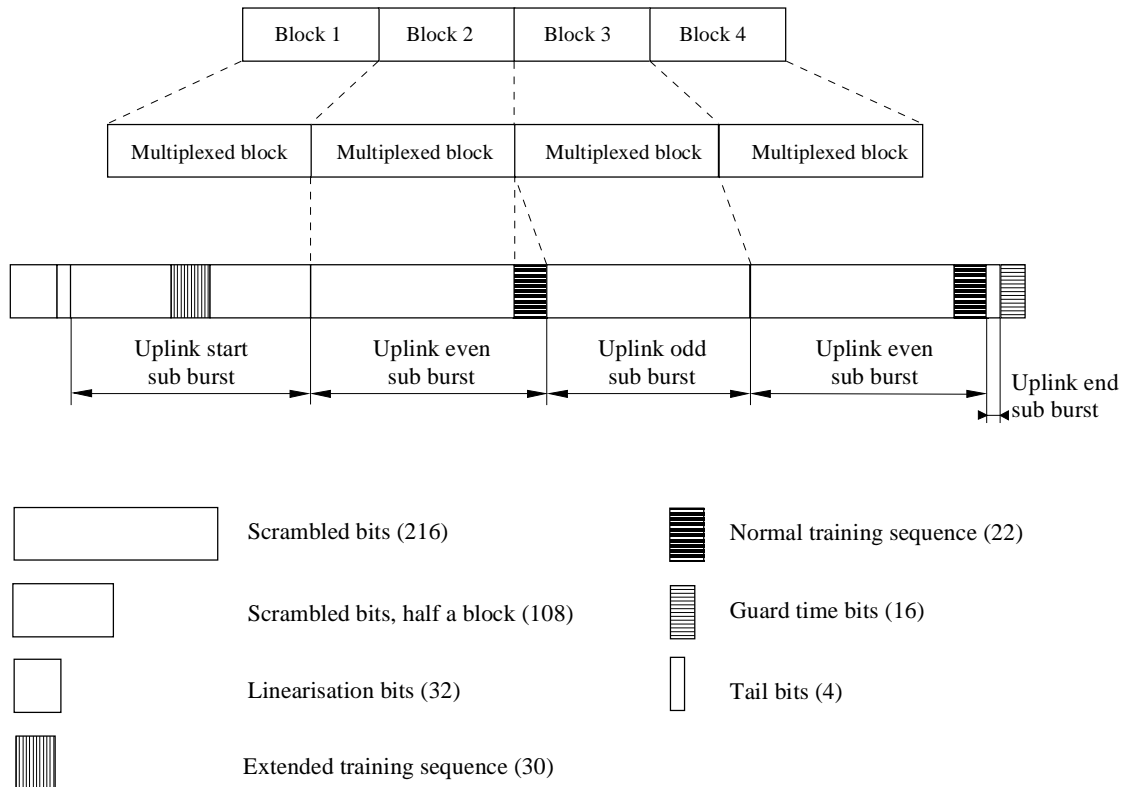 Block 1 Block 2 Block 3 Block 4
Multiplexed block Multiplexed block Multiplexed block Multiplexed block
Uplink start
sub burst
Uplink even
sub burst
Uplink odd
sub burst
Uplink even
sub burst
Uplink end
sub burst
Scrambled bits (216)
Scrambled bits, half a block (108)
Linearisation bits (32)
Extended training sequence (30)
Normal training sequence (22)
Guard time bits (16)
Tail bits (4)